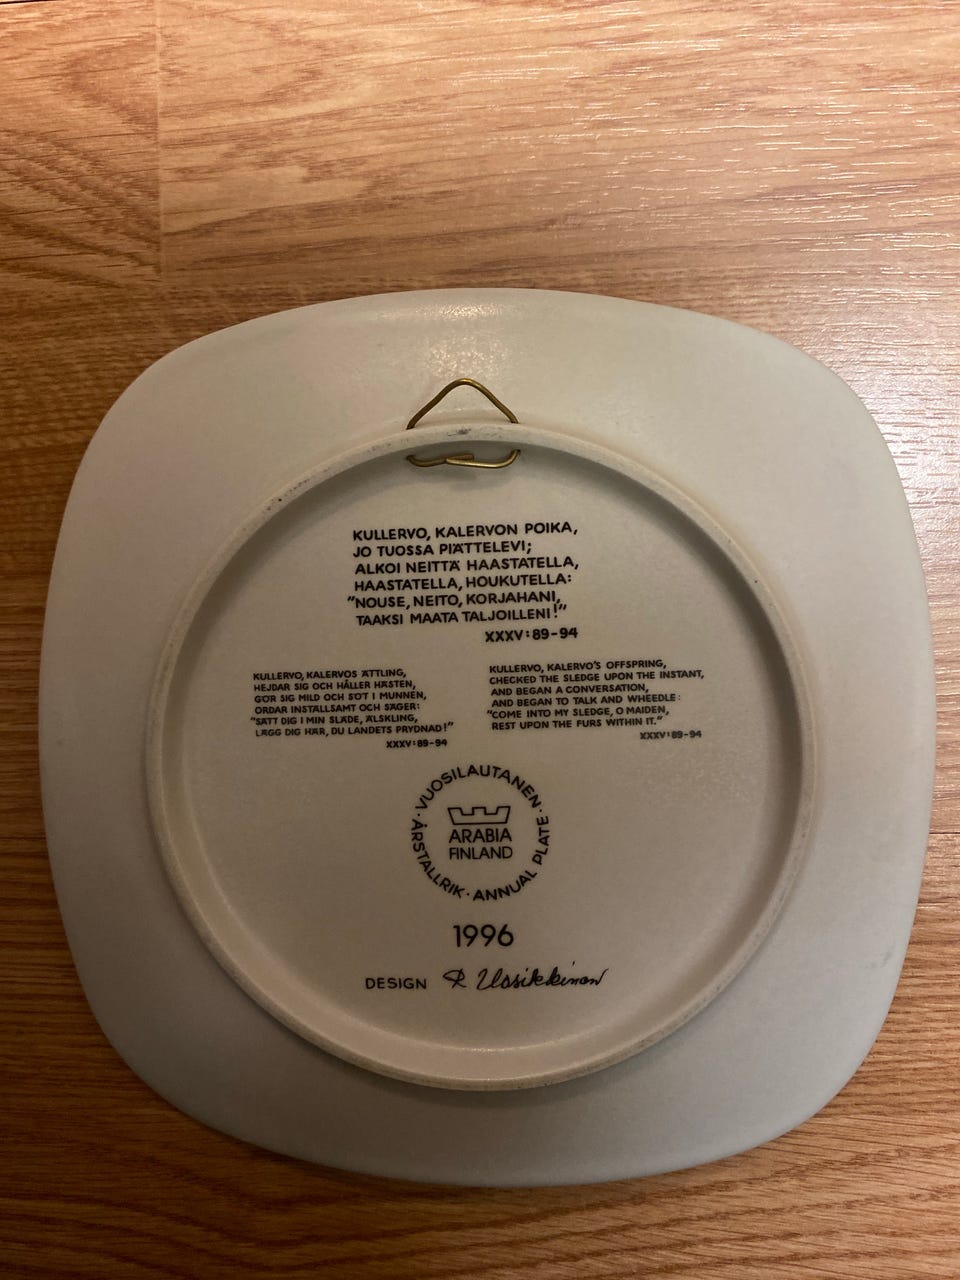 KULLERVO, KALERVON POIKA,
JO TUOSSA PIÄTTELEVI;
ALKOI NEITTÄ HAASTATELLA,
HAASTATELLA, HOUKUTELLA:
"NOUSE, NEITO, KORJAHANI,
TAAKSI MAATA TALJOILLENI!"
XXXV:89-94
KULLERVO, KALERVOS ÄTTLING,
HEJDAR SIG OCH HÅLLER HÄSTEN,
GÖR SIG MILD OCH SÖT I MUNNEN,
ORDAR INSTÄLLSAMT OCH SÄGER:
"SÄTT DIG I MIN SLÄDE, ÄLSKLING,
LÄGG DIG HÄR, DU LANDETS PRYDNAD!"
XXXV:89-94
KULLERVO, KALERVO'S OFFSPRING,
CHECKED THE SLEDGE UPON THE INSTANT,
AND BEGAN A CONVERSATION,
AND BEGAN TO TALK AND WHEEDLE:
"COME INTO MY SLEDGE, O MAIDEN,
REST UPON THE FURS WITHIN IT."
XXXV:89-94
· VUOSILAUTANEN · ANNUAL PLATE · ÅRSTALLRIK
ARABIA
FINLAND
1996
DESIGN R Uosikkinen